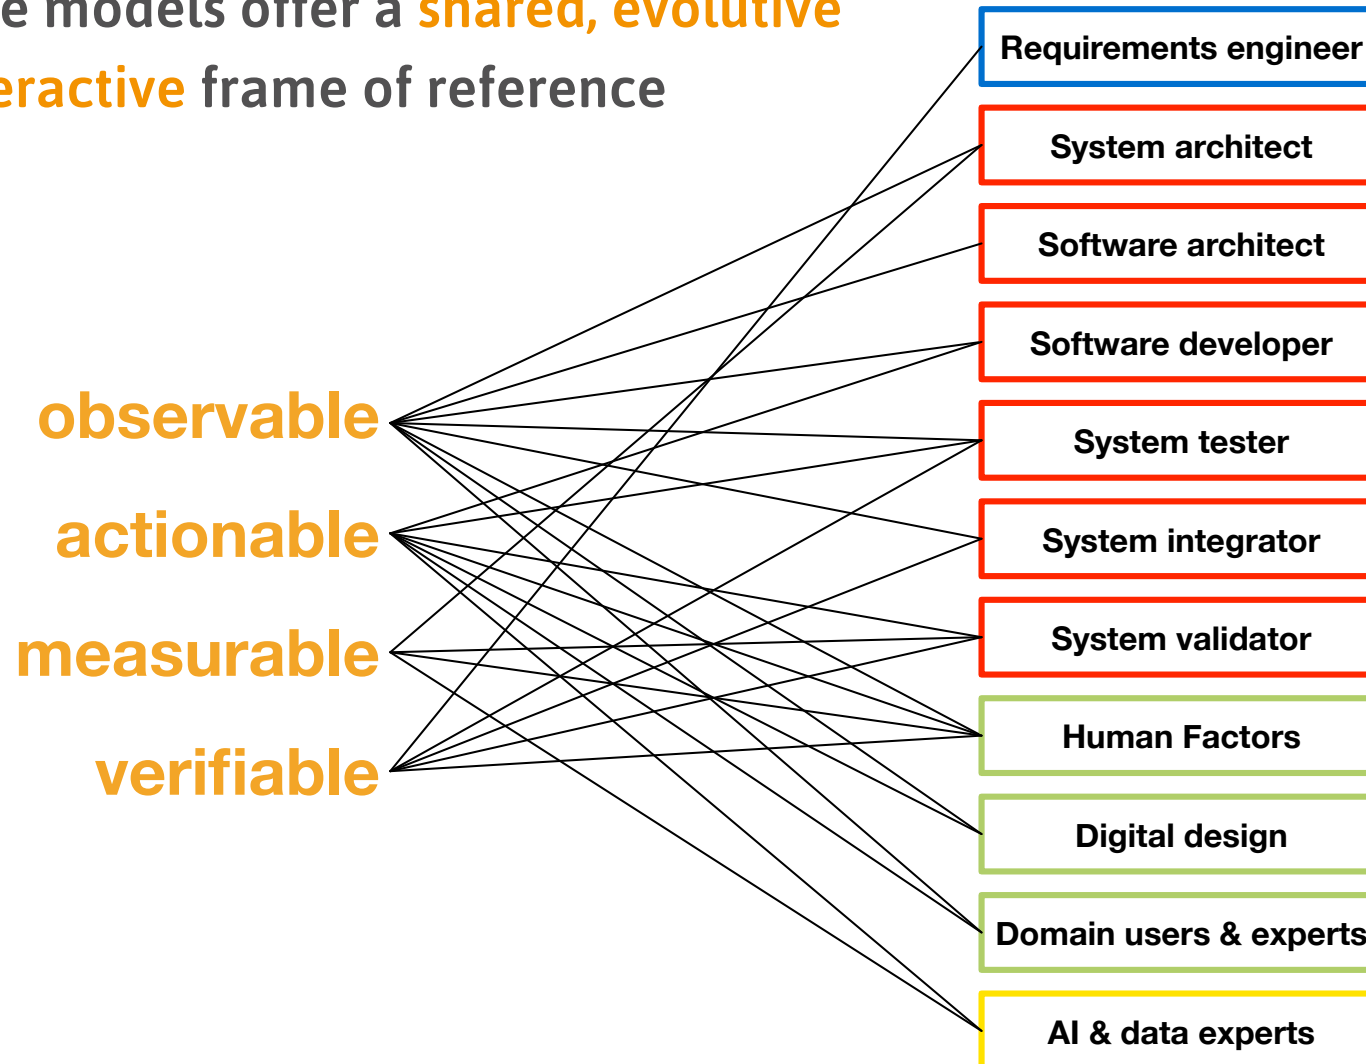 e models offer a shared, evolutive
eractive frame of reference
observable
actionable
measurable
verifiable
Requirements engineer
System architect
Software architect
Software developer
System tester
System integrator
System validator
Human Factors
Digital design
Domain users & experts
AI & data experts